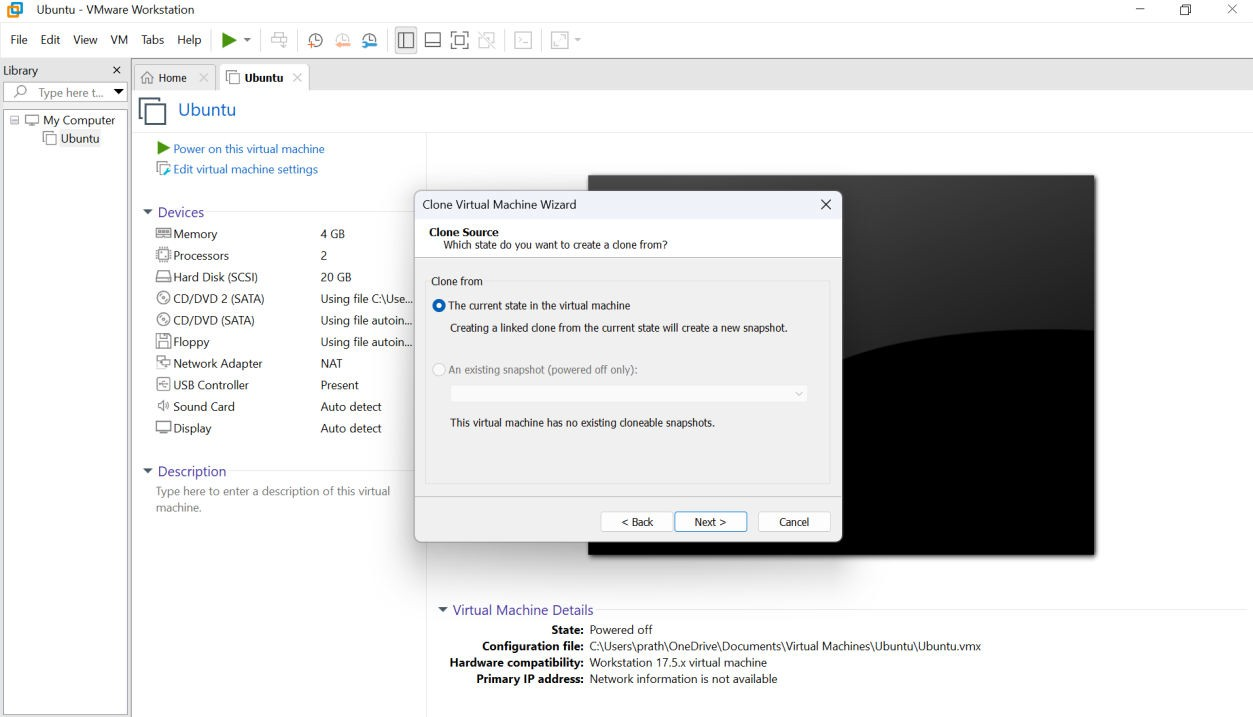 Ubuntu - VMware Workstation
File Edit View VM Tabs Help
Library
Type here t...
My Computer
Ubuntu
Home
Ubuntu
Ubuntu
Power on this virtual machine
Edit virtual machine settings
Devices
Memory 4 GB
Processors 2
Hard Disk (SCSI) 20 GB
CD/DVD 2 (SATA) Using file C:\Use...
CD/DVD (SATA) Using file autoin...
Floppy Using file autoin...
Network Adapter NAT
USB Controller Present
Sound Card Auto detect
Display Auto detect
Description
Type here to enter a description of this virtual
machine.
Clone Virtual Machine Wizard
Clone Source
Which state do you want to create a clone from?
Clone from
The current state in the virtual machine
Creating a linked clone from the current state will create a new snapshot.
An existing snapshot (powered off only):
This virtual machine has no existing cloneable snapshots.
< Back Next > Cancel
Virtual Machine Details
State: Powered off
Configuration file: C:\Users\prath\OneDrive\Documents\Virtual Machines\Ubuntu\Ubuntu.vmx
Hardware compatibility: Workstation 17.5.x virtual machine
Primary IP address: Network information is not available